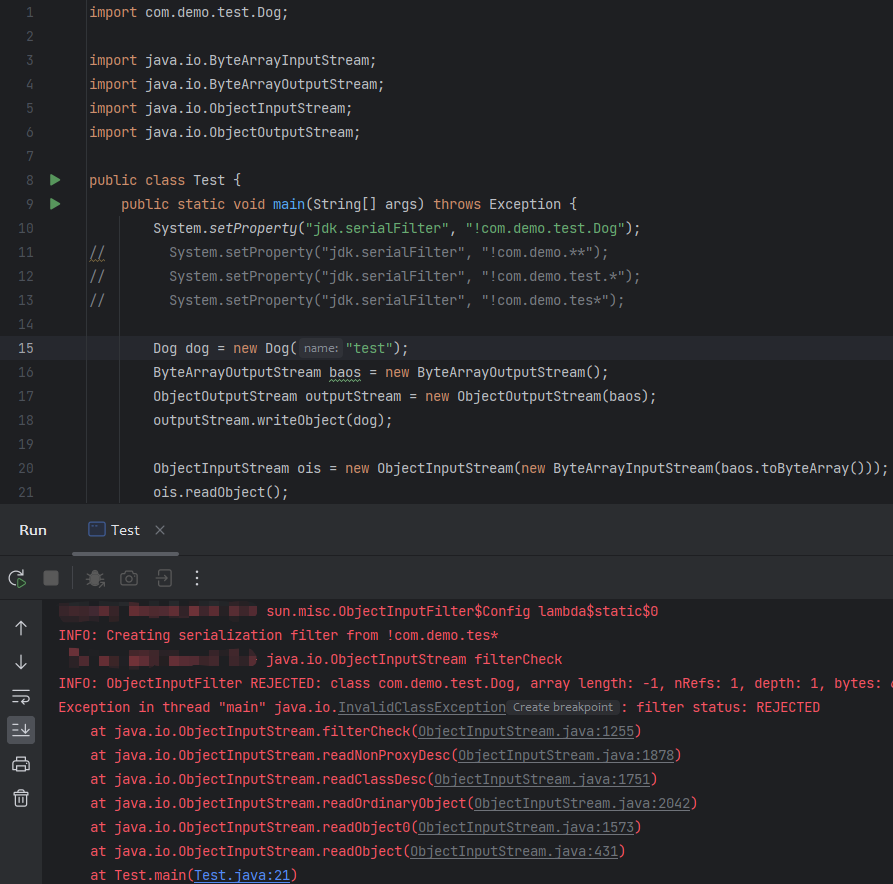 1 import com.demo.test.Dog;
2
3 import java.io.ByteArrayInputStream;
4 import java.io.ByteArrayOutputStream;
5 import java.io.ObjectInputStream;
6 import java.io.ObjectOutputStream;
7
8 public class Test {
9 public static void main(String[] args) throws Exception {
10 System.setProperty("jdk.serialFilter", "!com.demo.test.Dog");
11 // System.setProperty("jdk.serialFilter", "!com.demo.**");
12 // System.setProperty("jdk.serialFilter", "!com.demo.test.*");
13 // System.setProperty("jdk.serialFilter", "!com.demo.tes*");
14
15 Dog dog = new Dog( name: "test");
16 ByteArrayOutputStream baos = new ByteArrayOutputStream();
17 ObjectOutputStream outputStream = new ObjectOutputStream(baos);
18 outputStream.writeObject(dog);
19
20 ObjectInputStream ois = new ObjectInputStream(new ByteArrayInputStream(baos.toByteArray()));
21 ois.readObject();
Run Test
sun.misc.ObjectInputFilter$Config lambda$static$0
INFO: Creating serialization filter from !com.demo.tes*
java.io.ObjectInputStream filterCheck
INFO: ObjectInputFilter REJECTED: class com.demo.test.Dog, array length: -1, nRefs: 1, depth: 1, bytes:
Exception in thread "main" java.io.InvalidClassException Create breakpoint : filter status: REJECTED
at java.io.ObjectInputStream.filterCheck(ObjectInputStream.java:1255)
at java.io.ObjectInputStream.readNonProxyDesc(ObjectInputStream.java:1878)
at java.io.ObjectInputStream.readClassDesc(ObjectInputStream.java:1751)
at java.io.ObjectInputStream.readOrdinaryObject(ObjectInputStream.java:2042)
at java.io.ObjectInputStream.readObject0(ObjectInputStream.java:1573)
at java.io.ObjectInputStream.readObject(ObjectInputStream.java:431)
at Test.main(Test.java:21)